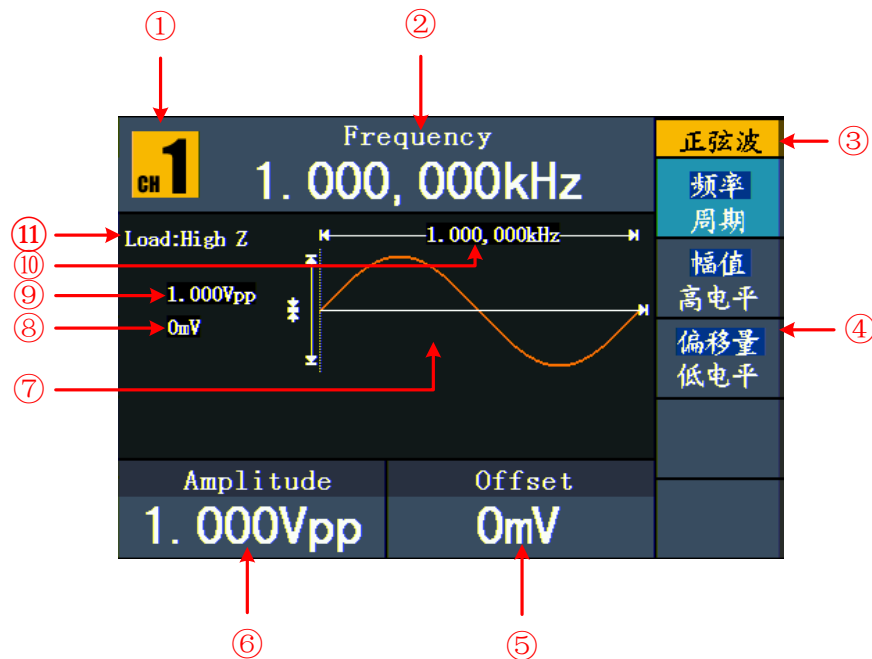 ① ②
Frequency
CH 1
1.000,000kHz
正弦波 ③
频率
周期
⑪ Load:High Z
1.000,000kHz
⑩
⑨ 1.000Vpp
⑧ 0mV
幅值
高电平
偏移量 ④
低电平
⑦
Amplitude Offset
1.000Vpp 0mV
⑥ ⑤